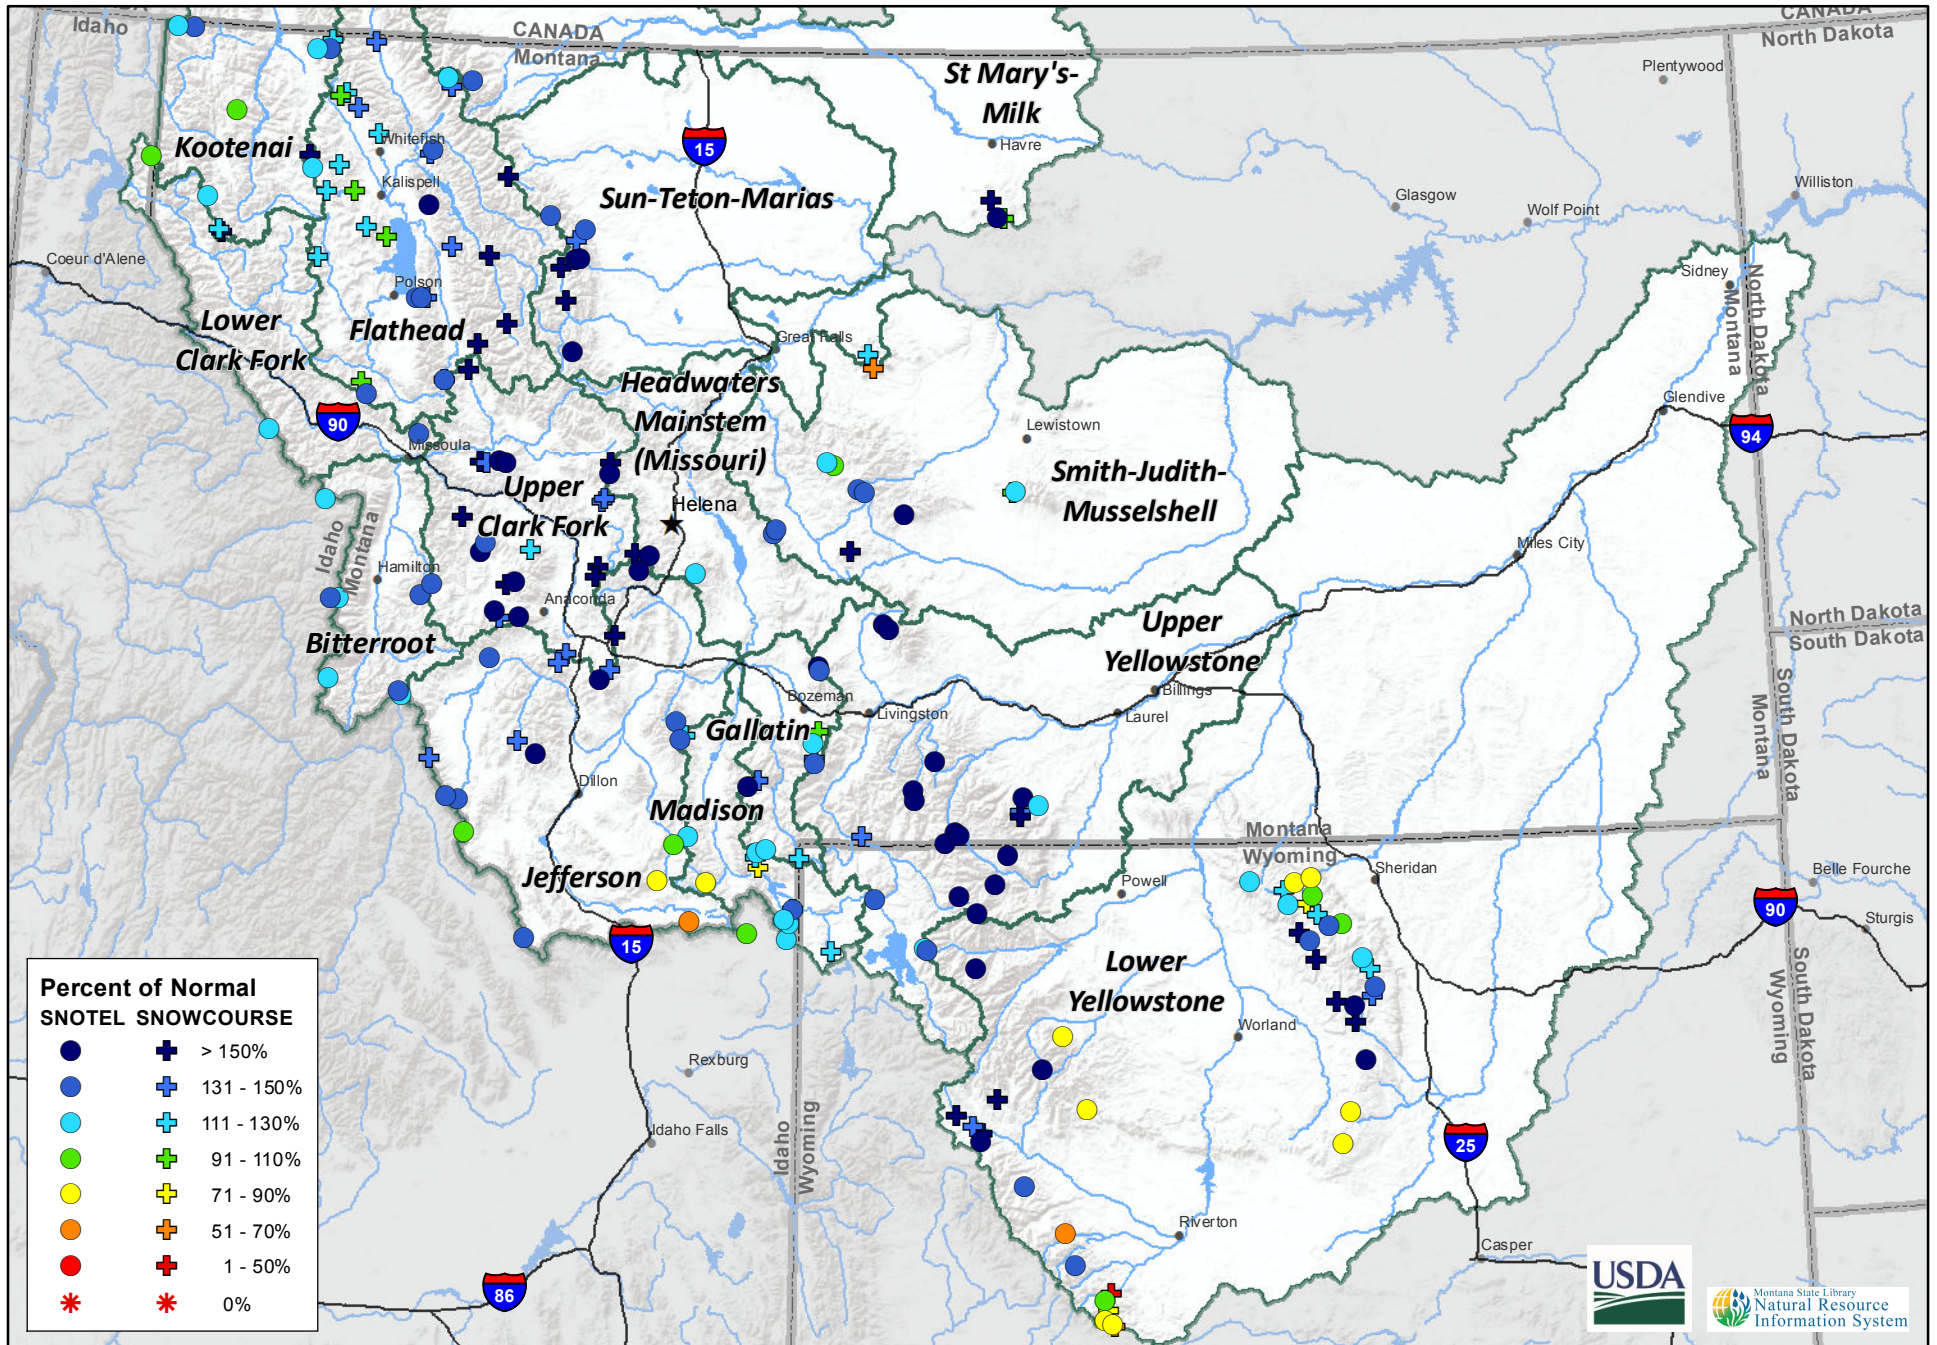 CANADA
Idaho
CANADA
Montana
CANADA
North Dakota
St Mary's-
Milk
Plentywood
Kootenai
Whitefish
15
Havre
Kalispell
Sun-Teton-Marias
Glasgow
Wolf Point
Williston
Coeur d'Alene
Polson
Sidney
North Dakota
Montana
Lower
Clark Fork
Flathead
Great Falls
Headwaters
Mainstem
(Missouri)
90
Missoula
Lewistown
Glendive
94
Smith-Judith-
Musselshell
Upper
Clark Fork
Helena
Idaho
Montana
Hamilton
Anaconda
Miles City
Bitterroot
Upper
Yellowstone
North Dakota
South Dakota
Billings
Bozeman
Livingston
Laurel
Gallatin
South Dakota
Montana
Dillon
Madison
Montana
Wyoming
Jefferson
Powell
Sheridan
Belle Fourche
90
Sturgis
15
Lower
Yellowstone
South Dakota
Wyoming
Worland
Rexburg
Idaho
Wyoming
Idaho Falls
25
Riverton
Casper
86
Percent of Normal
SNOTEL SNOWCOURSE
> 150%
131 - 150%
111 - 130%
91 - 110%
71 - 90%
51 - 70%
1 - 50%
0%
USDA
Montana State Library
Natural Resource
Information System